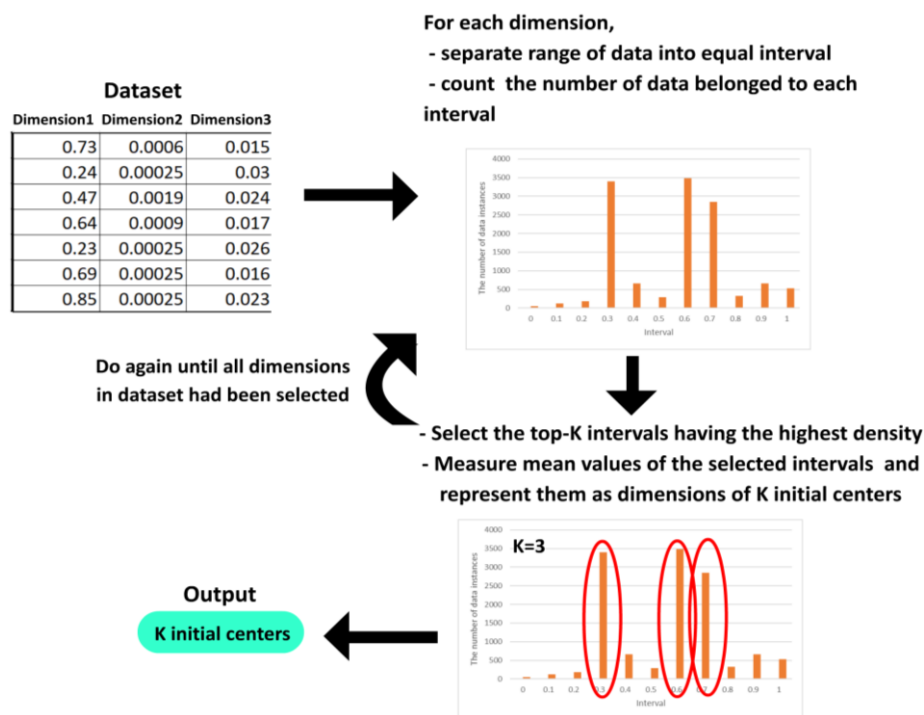 For each dimension,
- separate range of data into equal interval
- count the number of data belonged to each
interval
Dataset
Dimension1 Dimension2 Dimension3
0.73 0.0006 0.015
0.24 0.00025 0.03
0.47 0.0019 0.024
0.64 0.0009 0.017
0.23 0.00025 0.026
0.69 0.00025 0.016
0.85 0.00025 0.023
The number of data instances
4000
3500
3000
2500
2000
1500
1000
500
0
0 0.1 0.2 0.3 0.4 0.5 0.6 0.7 0.8 0.9 1
Interval
Do again until all dimensions
in dataset had been selected
- Select the top-K intervals having the highest density
- Measure mean values of the selected intervals and
represent them as dimensions of K initial centers
K=3
The number of data instances
4000
3500
3000
2500
2000
1500
1000
500
0
0 0.1 0.2 0.3 0.4 0.5 0.6 0.7 0.8 0.9 1
Interval
Output
K initial centers